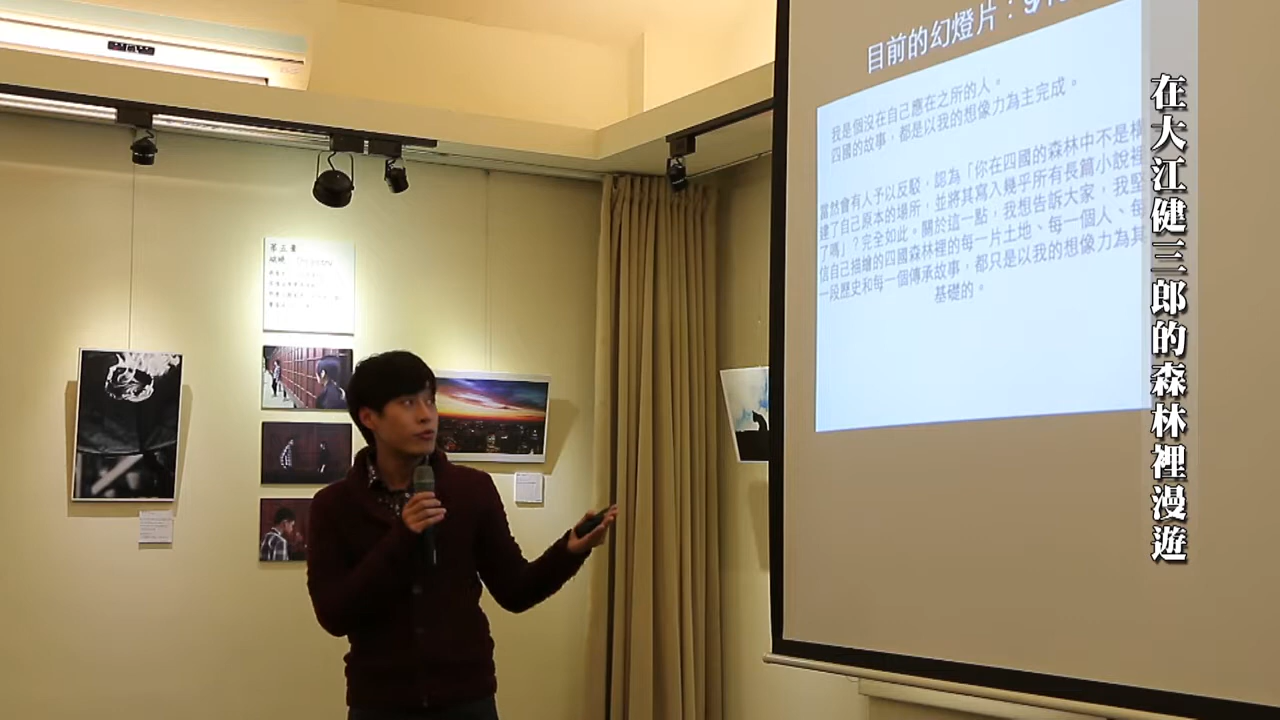 目前的幻燈片：
我是個沒在自己應在之所的人。
四國的故事，都是以我的想像力為主完成。
當然會有人予以反駁，認為「你在四國的森林中不是構
建了自己原本的場所，並將其寫入幾乎所有長篇小說裡
了嗎」？完全如此。關於這一點，我想告訴大家，我堅
信自己描繪的四國森林裡的每一片土地、每一個人、每
一段歷史和每一個傳承故事，都只是以我的想像力為其
基礎的。
在大江健三郎的森林裡漫遊
第五章